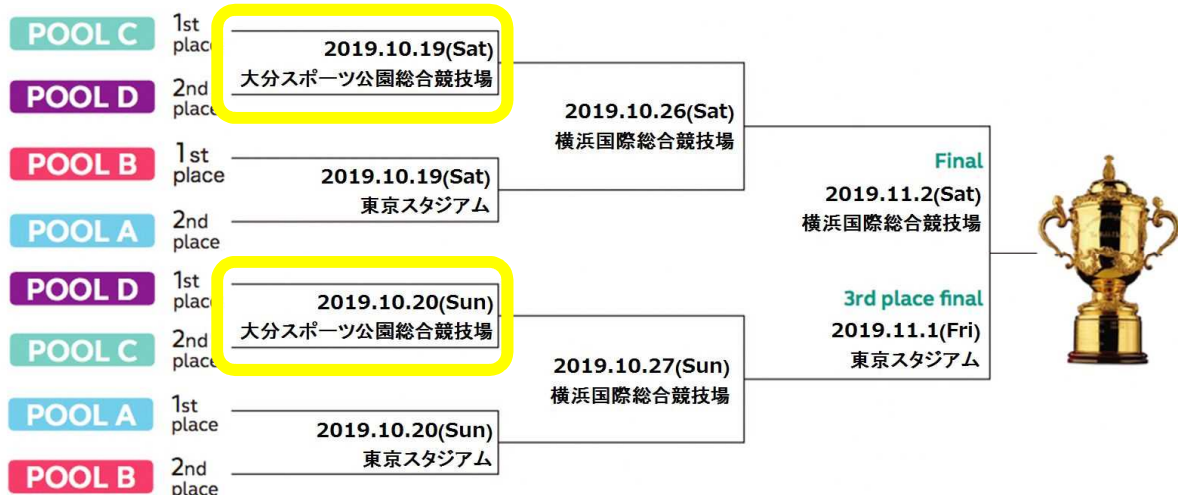 POOL C
1st
place
2019.10.19(Sat)
大分スポーツ公園総合競技場
POOL D
2nd
place
2019.10.26(Sat)
横浜国際総合競技場
POOL B
1st
place
2019.10.19(Sat)
東京スタジアム
POOL A
2nd
place
Final
2019.11.2(Sat)
横浜国際総合競技場
POOL D
1st
place
2019.10.20(Sun)
大分スポーツ公園総合競技場
POOL C
2nd
place
3rd place final
2019.11.1(Fri)
東京スタジアム
2019.10.27(Sun)
横浜国際総合競技場
POOL A
1st
place
2019.10.20(Sun)
東京スタジアム
POOL B
2nd
place